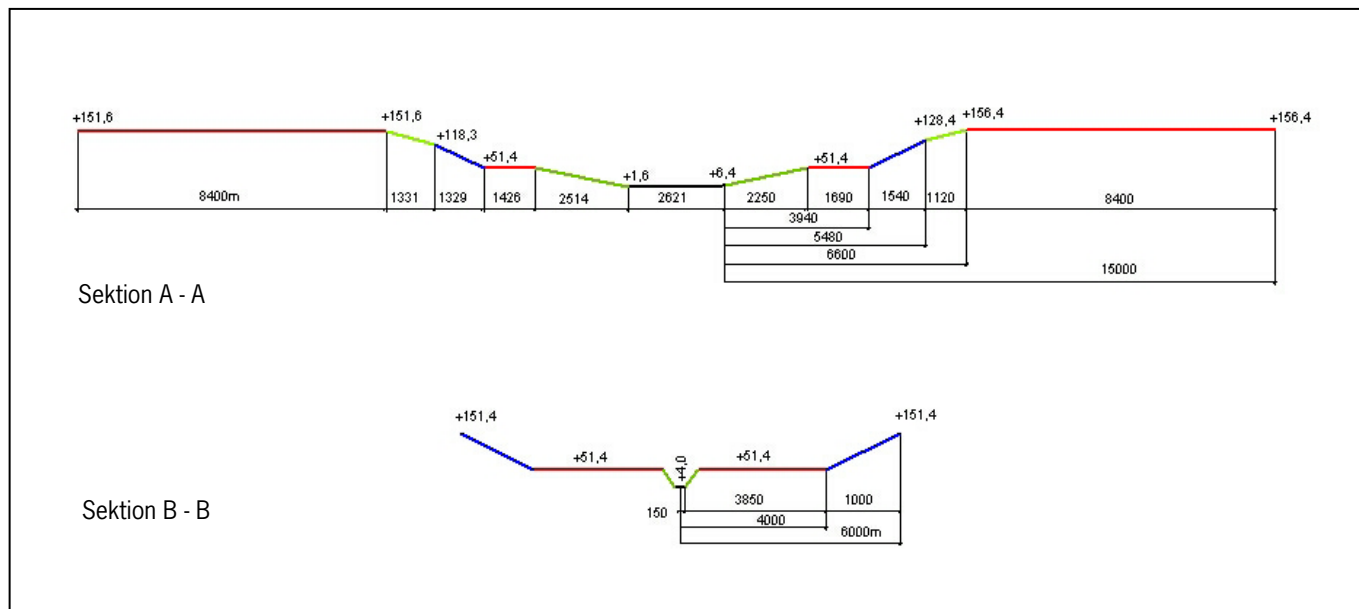 +151,6 +151,6 +156,4 +156,4
+128,4
+118,3
+51,4 +51,4
+1,6 +6,4
8400m 1331 1329 1426 2514 2621 2250 1690 1540 1120 8400
3940
5480
6600
15000
Sektion A - A
+151,4 +151,4
+51,4 +4,0 +51,4
Sektion B - B
150 3850 1000
4000
6000m